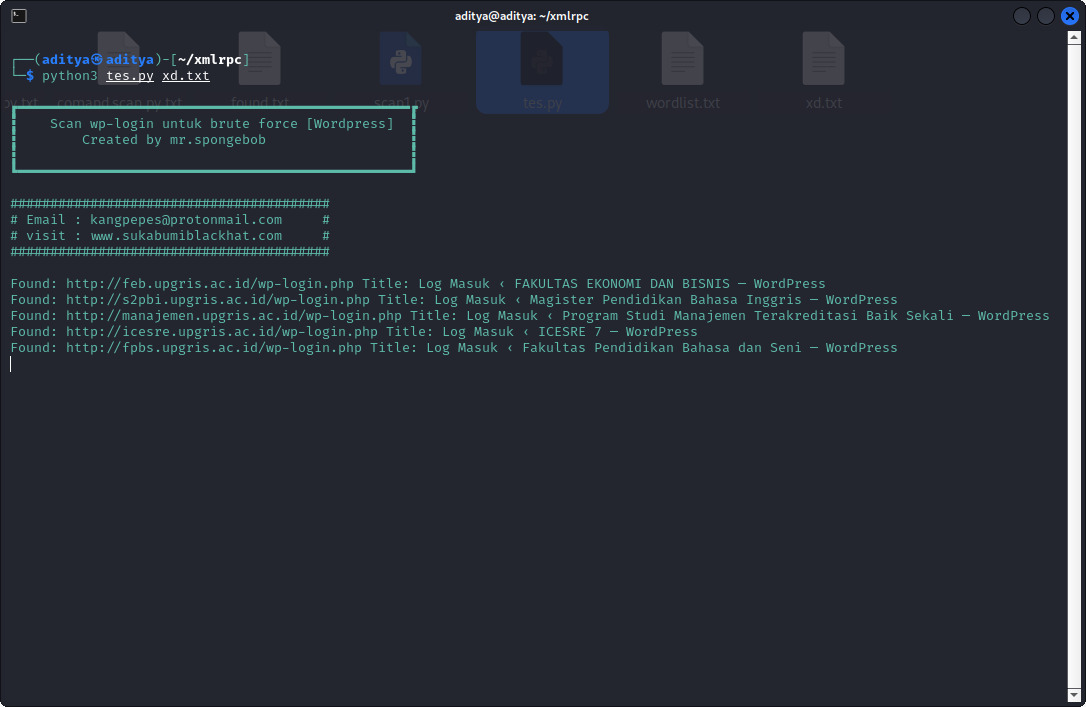 aditya@aditya: ~/xmlrpc
┌──(aditya㉿aditya)-[~/xmlrpc]
└─$ python3 tes.py xd.txt
py.txt comand.scan.py.txt found.txt scan1.py tes.py wordlist.txt xd.txt
Scan wp-login untuk brute force [Wordpress]
Created by mr.spongebob
########################################
# Email : kangpepes@protonmail.com     #
# visit : www.sukabumiblackhat.com     #
########################################
Found: http://feb.upgris.ac.id/wp-login.php Title: Log Masuk ‹ FAKULTAS EKONOMI DAN BISNIS — WordPress
Found: http://s2pbi.upgris.ac.id/wp-login.php Title: Log Masuk ‹ Magister Pendidikan Bahasa Inggris — WordPress
Found: http://manajemen.upgris.ac.id/wp-login.php Title: Log Masuk ‹ Program Studi Manajemen Terakreditasi Baik Sekali — WordPress
Found: http://icesre.upgris.ac.id/wp-login.php Title: Log Masuk ‹ ICESRE 7 — WordPress
Found: http://fpbs.upgris.ac.id/wp-login.php Title: Log Masuk ‹ Fakultas Pendidikan Bahasa dan Seni — WordPress